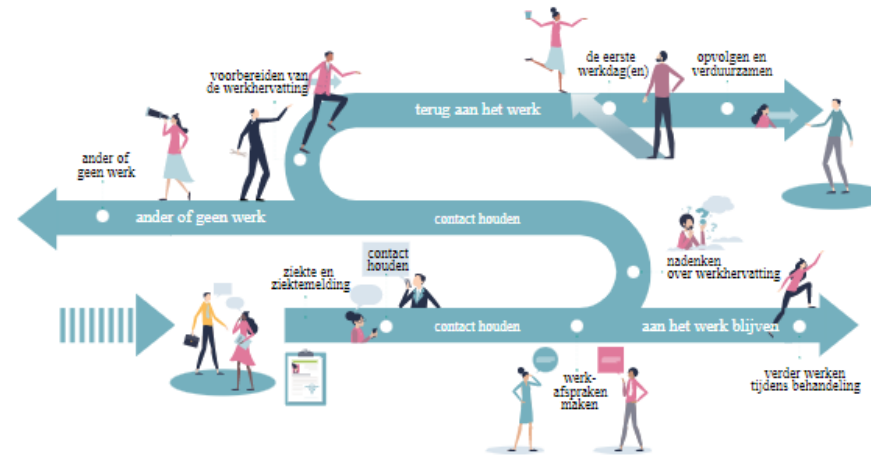 de eerste
werkdag(en)
opvolgen en
verduurzamen
voorbereiden van
de werkhervatting
terug aan het werk
ander of
geen werk
ander of geen werk
contact houden
nadenken
over werkhervatting
ziekte en
ziektemelding
contact
houden
contact houden
aan het werk blijven
werk-
afspraken
maken
verder werken
tijdens behandeling